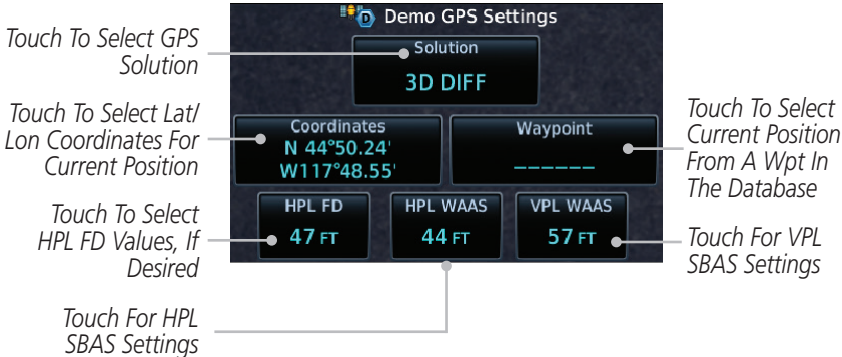 Demo GPS Settings
Touch To Select GPS
Solution
Solution
3D DIFF
Touch To Select Lat/
Lon Coordinates For
Current Position
Coordinates
N 44°50.24'
W117°48.55'
Waypoint
______
Touch To Select
Current Position
From A Wpt In
The Database
Touch To Select
HPL FD Values, If
Desired
HPL FD
47 FT
HPL WAAS
44 FT
VPL WAAS
57 FT
Touch For VPL
SBAS Settings
Touch For HPL
SBAS Settings